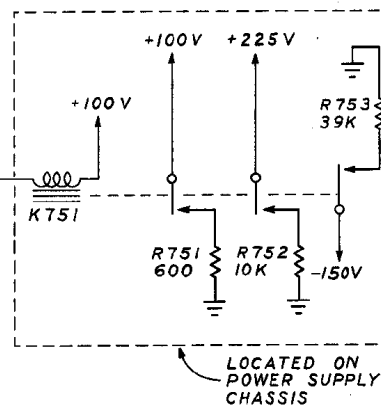 +100V
+225V
R753
39K
+100V
K751
R751
600
R752
10K
-150V
LOCATED ON
POWER SUPPLY
CHASSIS